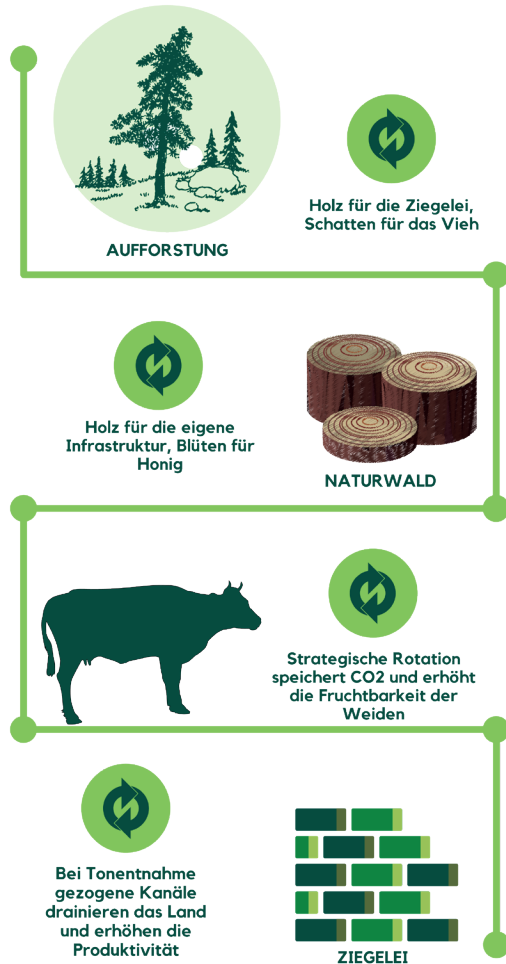 AUFFORSTUNG
Holz für die Ziegelei,
Schatten für das Vieh
Holz für die eigene
Infrastruktur, Blüten für
Honig
NATURWALD
Strategische Rotation
speichert CO2 und erhöht
die Fruchtbarkeit der
Weiden
Bei Tonentnahme
gezogene Kanäle
drainieren das Land
und erhöhen die
Produktivität
ZIEGELEI